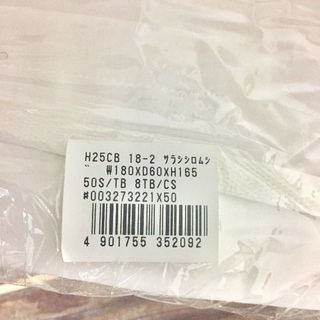 H25CB 18-2 ｻﾗｼｼﾛﾑｼ
ﾞ W180XD60XH165
50S/TB 8TB/CS
#003273221X50
4 901755 352092